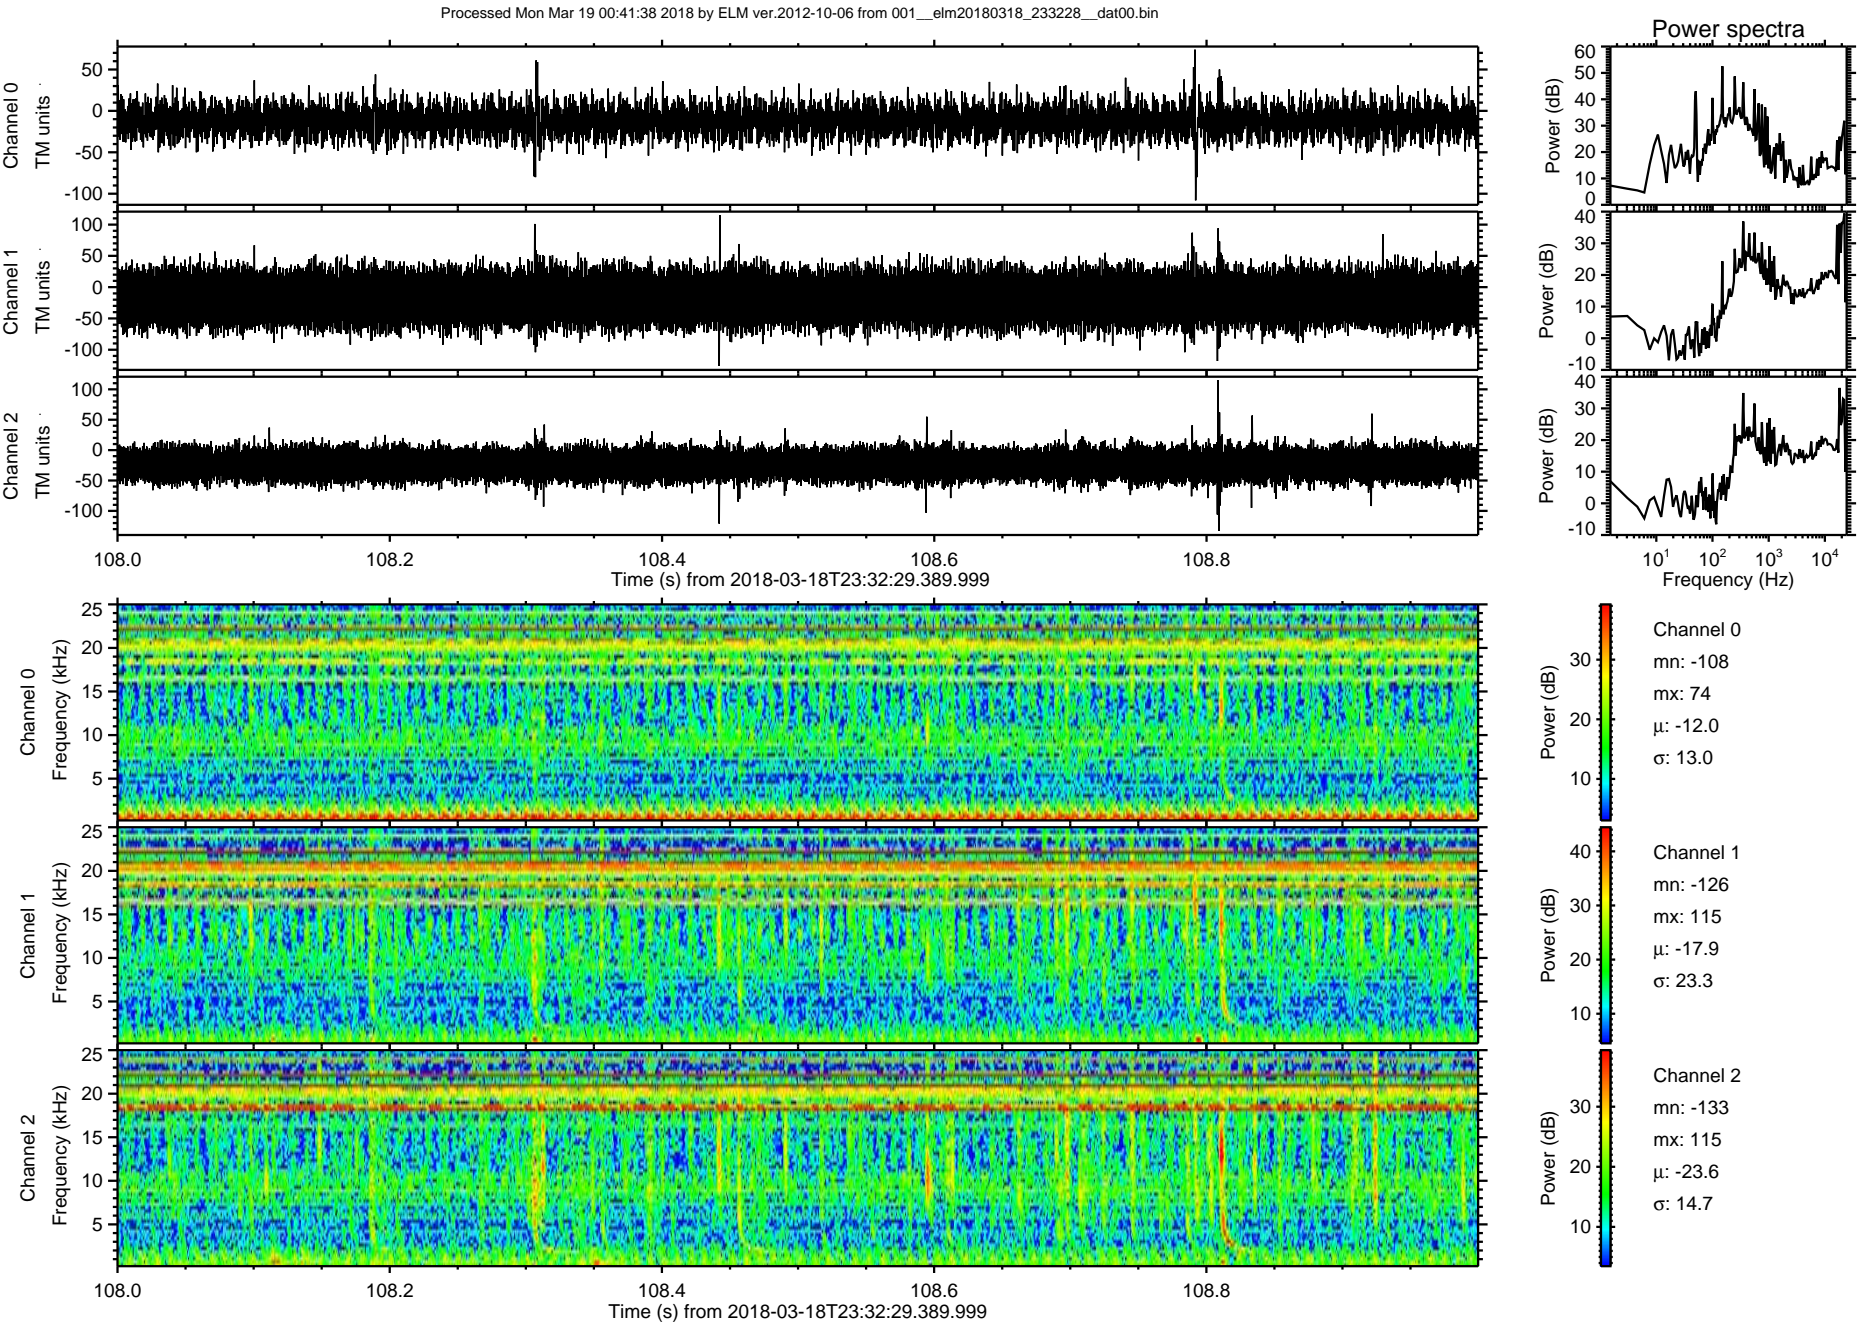 Processed Mon Mar 19 00:41:38 2018 by ELM ver.2012-10-06 from 001__elm20180318_233228__dat00.bin
Power spectra
Channel 0
TM units
50
0
-50
-100
Power (dB)
60
50
40
30
20
10
0
Channel 1
TM units
100
50
0
-50
-100
Power (dB)
40
30
20
10
0
-10
Channel 2
TM units
100
50
0
-50
-100
Power (dB)
40
30
20
10
0
-10
108.0 108.2 108.4 108.6 108.8
Time (s) from 2018-03-18T23:32:29.389.999
10¹ 10² 10³ 10⁴
Frequency (Hz)
Channel 0
Frequency (kHz)
25
20
15
10
5
Power (dB)
30
20
10
Channel 0
mn: -108
mx: 74
μ: -12.0
σ: 13.0
Channel 1
Frequency (kHz)
25
20
15
10
5
Power (dB)
40
30
20
10
Channel 1
mn: -126
mx: 115
μ: -17.9
σ: 23.3
Channel 2
Frequency (kHz)
25
20
15
10
5
Power (dB)
30
20
10
Channel 2
mn: -133
mx: 115
μ: -23.6
σ: 14.7
108.0 108.2 108.4 108.6 108.8
Time (s) from 2018-03-18T23:32:29.389.999